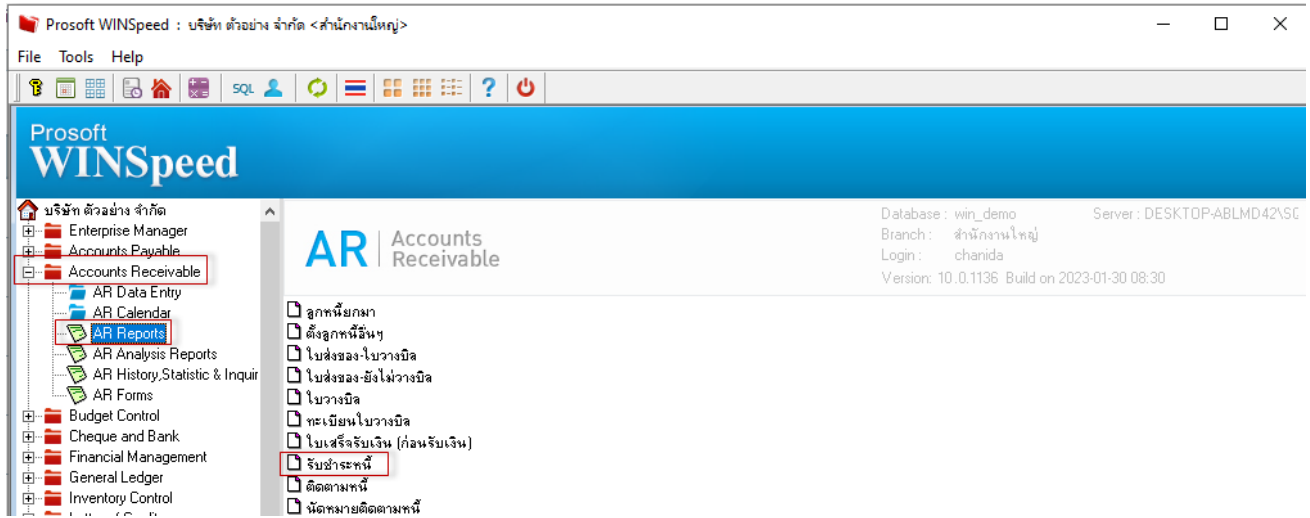 Prosoft WINSpeed : บริษัท ตัวอย่าง จำกัด <สำนักงานใหญ่>
File Tools Help
SQL
Prosoft
WINSpeed
บริษัท ตัวอย่าง จำกัด
Enterprise Manager
Accounts Payable
Accounts Receivable
AR Data Entry
AR Calendar
AR Reports
AR Analysis Reports
AR History,Statistic & Inquir
AR Forms
Budget Control
Cheque and Bank
Financial Management
General Ledger
Inventory Control
AR Accounts
Receivable
Database : win_demo Server : DESKTOP-ABLMD42\SQ
Branch : สำนักงานใหญ่
Login : chanida
Version: 10.0.1136 Build on 2023-01-30 08:30
ลูกหนี้ยกมา
ตั้งลูกหนี้อื่นๆ
ใบส่งของ-ใบวางบิล
ใบส่งของ-ยังไม่วางบิล
ใบวางบิล
ทะเบียนใบวางบิล
ใบเสร็จรับเงิน (ก่อนรับเงิน)
รับชำระหนี้
ติดตามหนี้
นัดหมายติดตามหนี้